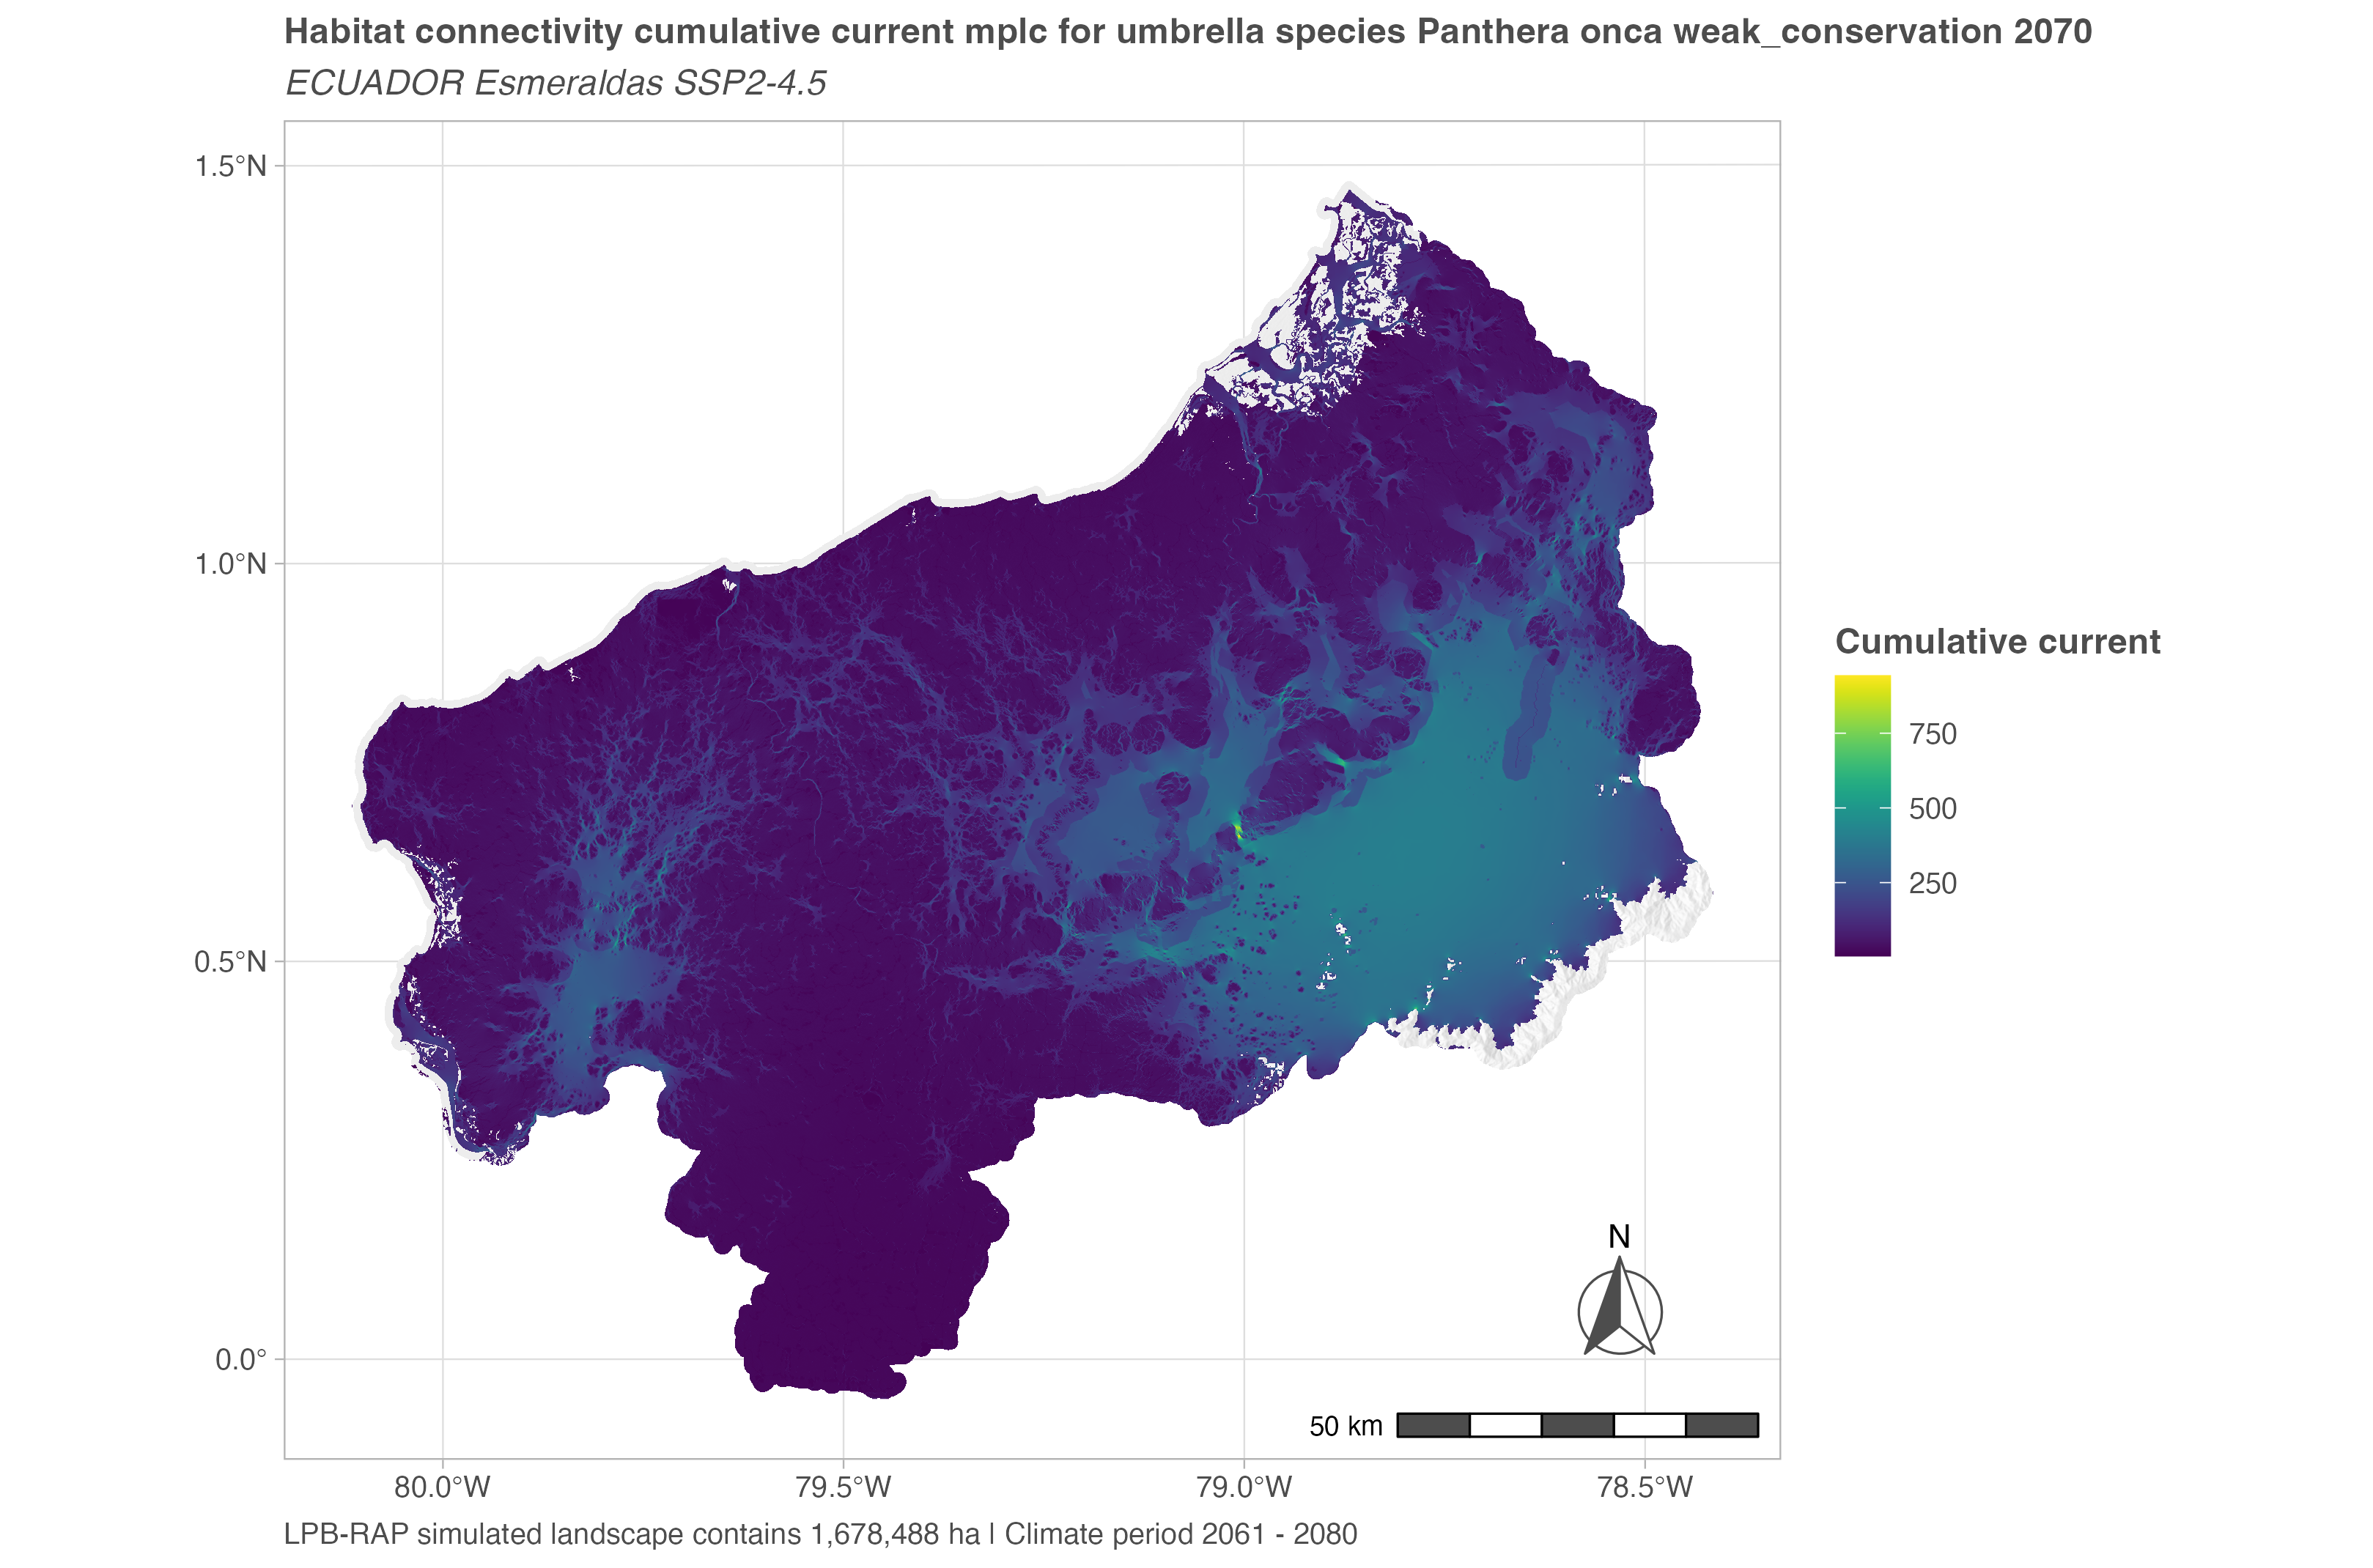 Habitat connectivity cumulative current mplc for umbrella species Panthera onca weak_conservation 2070
ECUADOR Esmeraldas SSP2-4.5
1.5°N
1.0°N
0.5°N
0.0°
80.0°W
79.5°W
79.0°W
78.5°W
Cumulative current
750
500
250
N
50 km
LPB-RAP simulated landscape contains 1,678,488 ha | Climate period 2061 - 2080